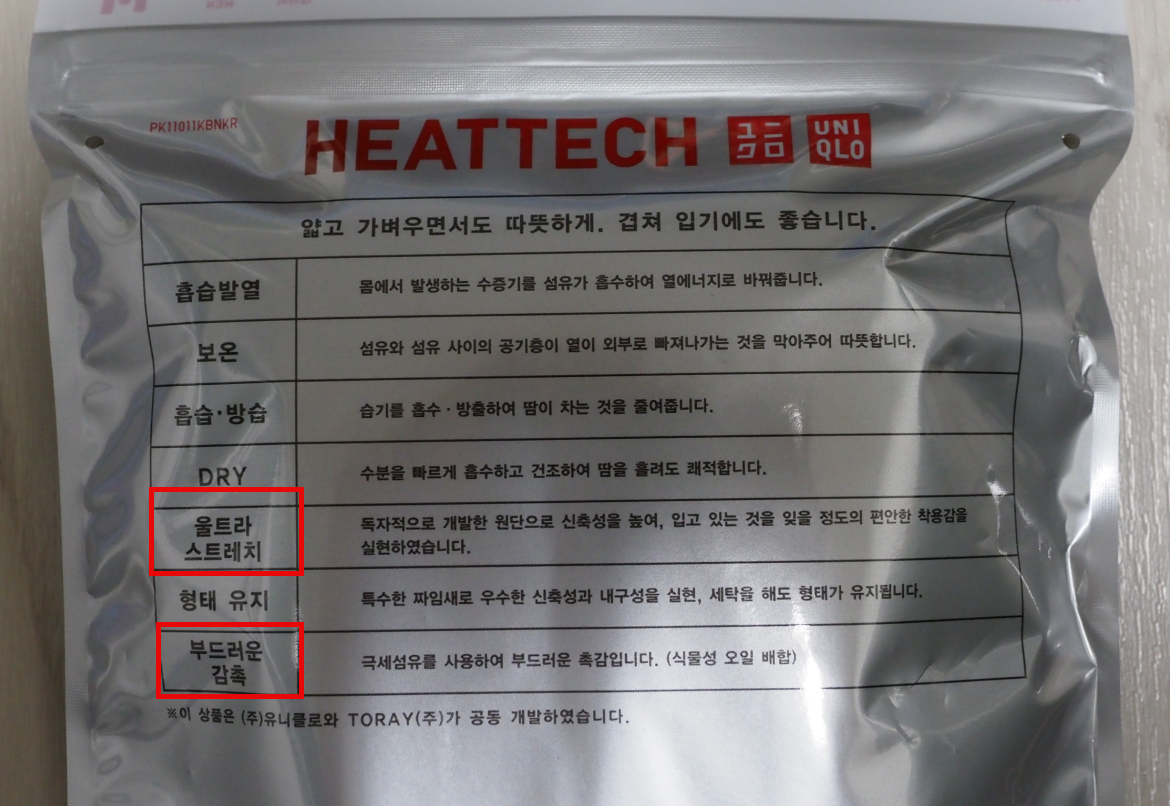 PK11011KBNKR
HEATTECH ユニクロ UNIQLO
얇고 가벼우면서도 따뜻하게. 겹쳐 입기에도 좋습니다.
흡습발열 몸에서 발생하는 수증기를 섬유가 흡수하여 열에너지로 바꿔줍니다.
보온 섬유와 섬유 사이의 공기층이 열이 외부로 빠져나가는 것을 막아주어 따뜻합니다.
흡습·방습 습기를 흡수·방출하여 땀이 차는 것을 줄여줍니다.
DRY 수분을 빠르게 흡수하고 건조하여 땀을 흘려도 쾌적합니다.
울트라
스트레치
독자적으로 개발한 원단으로 신축성을 높여, 입고 있는 것을 잊을 정도의 편안한 착용감을
실현하였습니다.
형태 유지 특수한 짜임새로 우수한 신축성과 내구성을 실현, 세탁을 해도 형태가 유지됩니다.
부드러운
감촉
극세섬유를 사용하여 부드러운 촉감입니다. (식물성 오일 배합)
※이 상품은 (주)유니클로와 TORAY(주)가 공동 개발하였습니다.